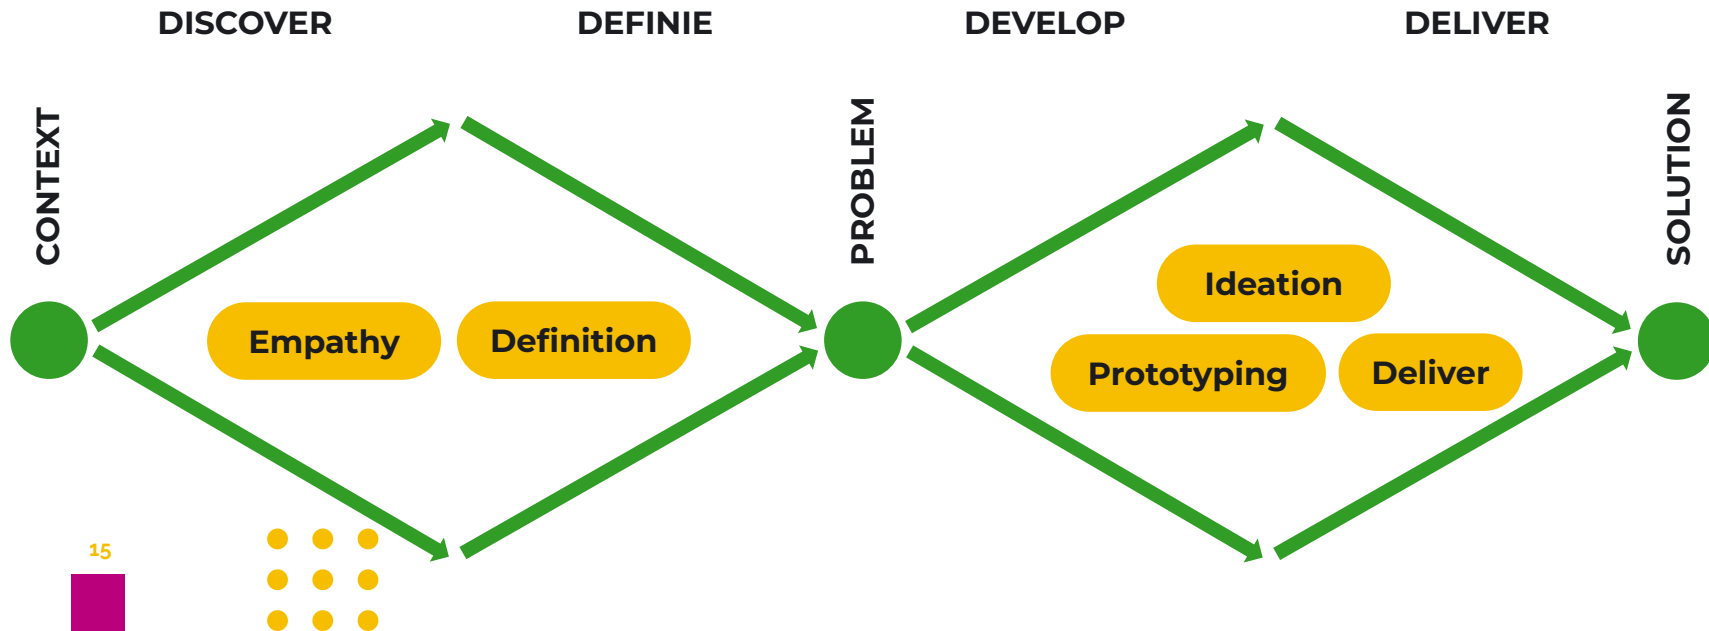 DISCOVER
DEFINIE
DEVELOP
DELIVER
CONTEXT
PROBLEM
SOLUTION
Empathy
Definition
Ideation
Prototyping
Deliver
15